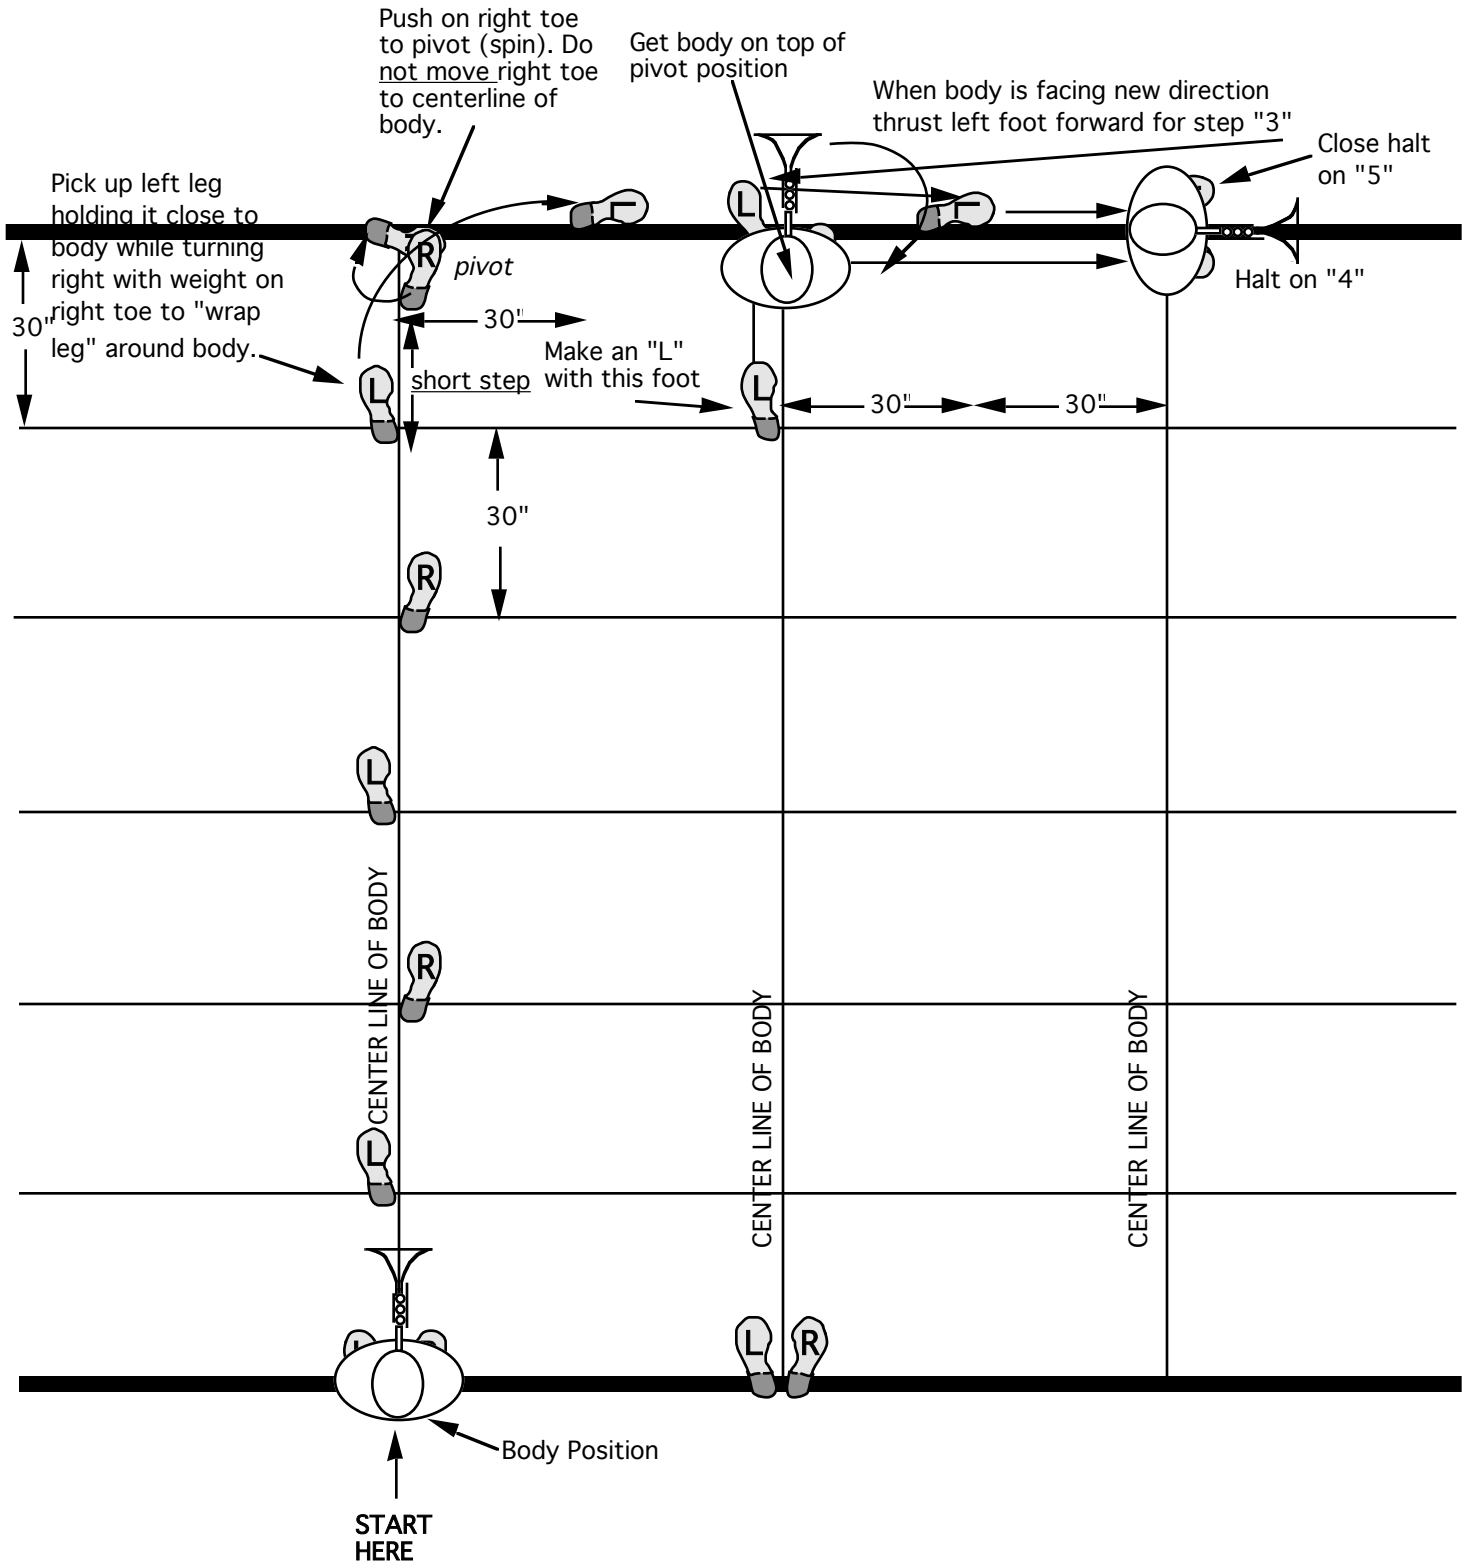 Push on right toe
to pivot (spin). Do
not move right toe
to centerline of
body.
Get body on top of
pivot position
When body is facing new direction
thrust left foot forward for step "3"
Close halt
on "5"
Pick up left leg
holding it close to
body while turning
right with weight on
right toe to "wrap
leg" around body.
30"
L
L
L
R
pivot
Halt on "4"
30"
short step
Make an "L"
with this foot
L
L
30"
30"
30"
R
L
CENTER LINE OF BODY
R
CENTER LINE OF BODY
CENTER LINE OF BODY
L
L
R
Body Position
START
HERE